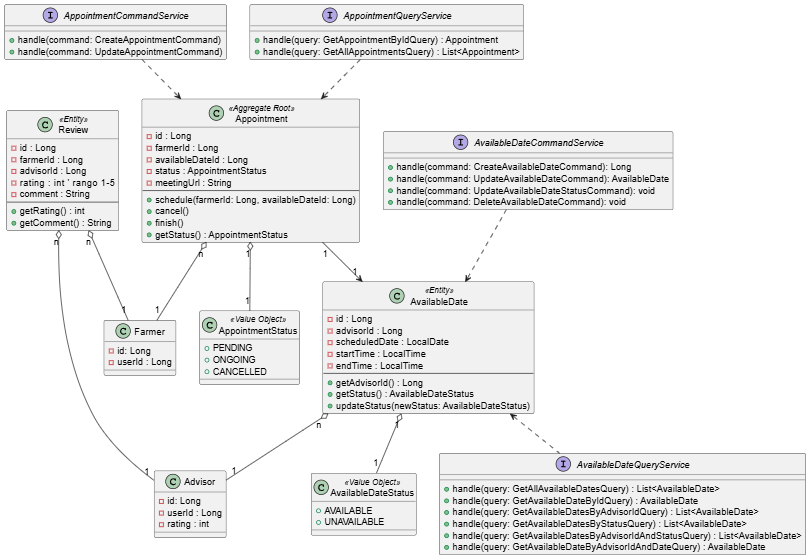 I AppointmentCommandService
handle(command: CreateAppointmentCommand)
handle(command: UpdateAppointmentCommand)
I AppointmentQueryService
handle(query: GetAppointmentByIdQuery) : Appointment
handle(query: GetAllAppointmentsQuery) : List<Appointment>
C «Entity»
Review
id : Long
farmerId : Long
advisorId : Long
rating : int ' rango 1-5
comment : String
getRating() : int
getComment() : String
C «Aggregate Root»
Appointment
id : Long
farmerId : Long
availableDateId : Long
status : AppointmentStatus
meetingUrl : String
schedule(farmerId: Long, availableDateId: Long)
cancel()
finish()
getStatus() : AppointmentStatus
I AvailableDateCommandService
handle(command: CreateAvailableDateCommand): Long
handle(command: UpdateAvailableDateCommand): AvailableDate
handle(command: UpdateAvailableDateStatusCommand): void
handle(command: DeleteAvailableDateCommand): void
n
n
n
1
1
1
1
1
1
C Farmer
id: Long
userId : Long
C «Value Object»
AppointmentStatus
PENDING
ONGOING
CANCELLED
C «Entity»
AvailableDate
id : Long
advisorId : Long
scheduledDate : LocalDate
startTime : LocalTime
endTime : LocalTime
getAdvisorId() : Long
getStatus() : AvailableDateStatus
updateStatus(newStatus: AvailableDateStatus)
n
1
1
1
1
C Advisor
id: Long
userId : Long
rating : int
C «Value Object»
AvailableDateStatus
AVAILABLE
UNAVAILABLE
I AvailableDateQueryService
handle(query: GetAllAvailableDatesQuery) : List<AvailableDate>
handle(query: GetAvailableDateByIdQuery) : AvailableDate
handle(query: GetAvailableDatesByAdvisorIdQuery) : List<AvailableDate>
handle(query: GetAvailableDatesByStatusQuery) : List<AvailableDate>
handle(query: GetAvailableDatesByAdvisorIdAndStatusQuery) : List<AvailableDate>
handle(query: GetAvailableDateByAdvisorIdAndDateQuery) : AvailableDate